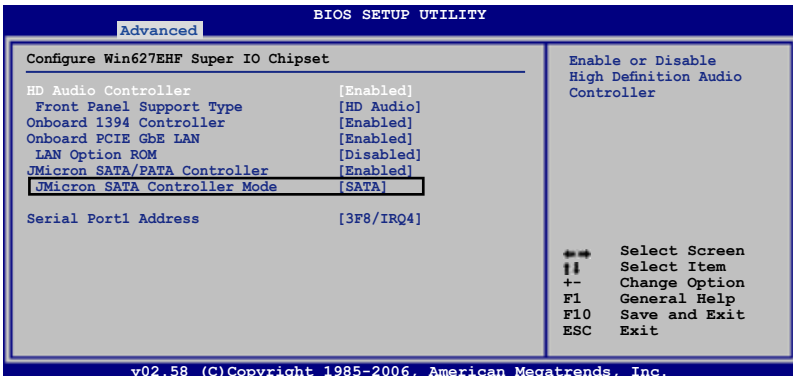 BIOS SETUP UTILITY
Advanced
Configure Win627EHF Super IO Chipset
HD Audio Controller [Enabled]
Front Panel Support Type [HD Audio]
Onboard 1394 Controller [Enabled]
Onboard PCIE GbE LAN [Enabled]
LAN Option ROM [Disabled]
JMicron SATA/PATA Controller [Enabled]
JMicron SATA Controller Mode [SATA]
Serial Port1 Address [3F8/IRQ4]
Enable or Disable
High Definition Audio
Controller
←→ Select Screen
↑↓ Select Item
+- Change Option
F1 General Help
F10 Save and Exit
ESC Exit
v02.58 (C)Copyright 1985-2006, American Megatrends, Inc.